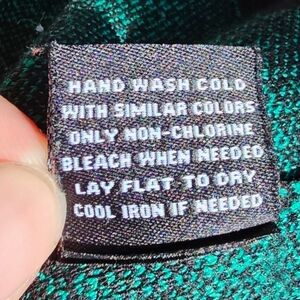 HAND WASH COLD
WITH SIMILAR COLORS
ONLY NON-CHLORINE
BLEACH WHEN NEEDED
LAY FLAT TO DRY
COOL IRON IF NEEDED